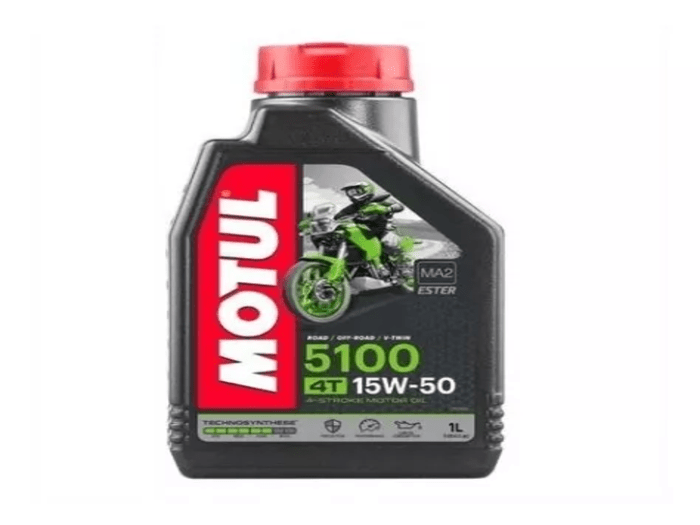 MOTUL
MA2
ESTER
ROAD / OFF-ROAD / V-TWIN
5100
4T 15W-50
4-STROKE MOTOR OIL
TECHNOSYNTHESE
1L